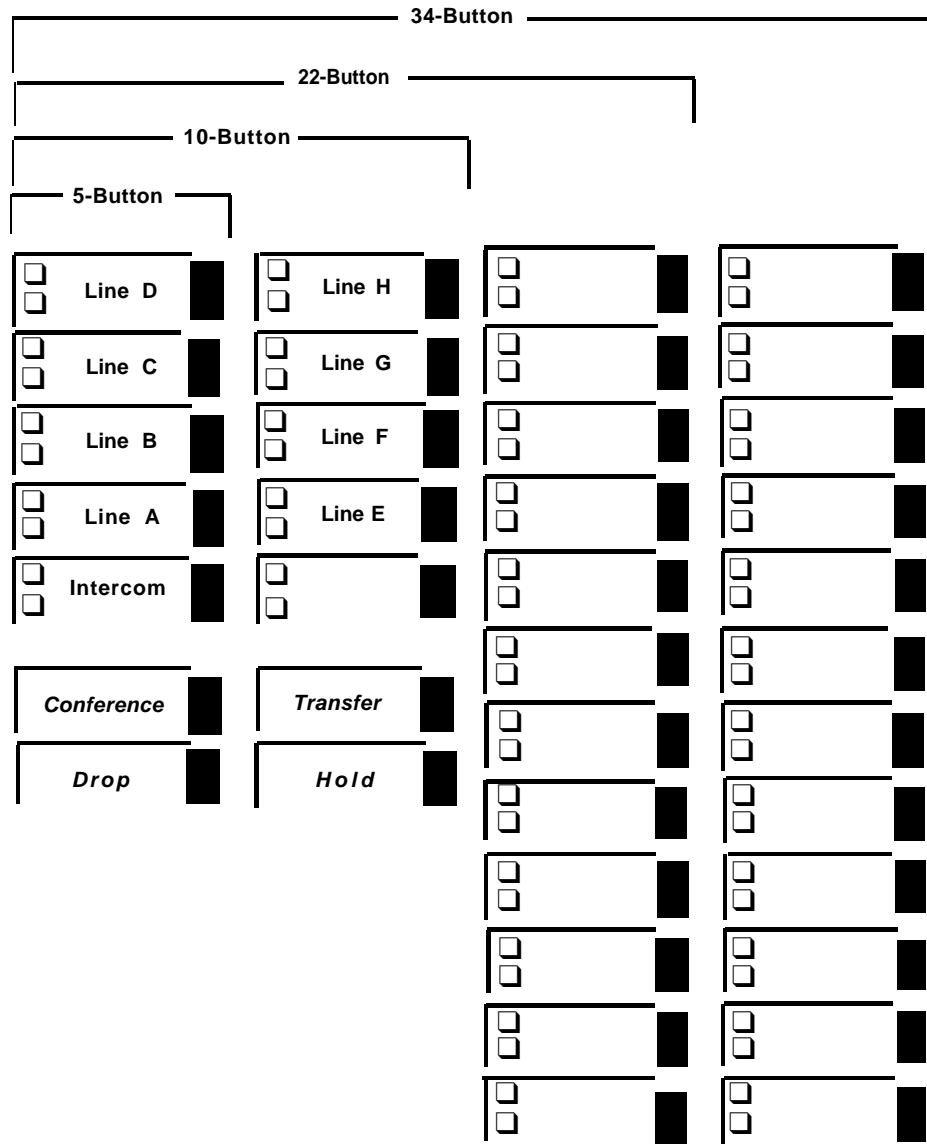 34-Button
22-Button
10-Button
5-Button
Line D
Line H
Line C
Line G
Line B
Line F
Line A
Line E
Intercom
Conference
Transfer
Drop
Hold